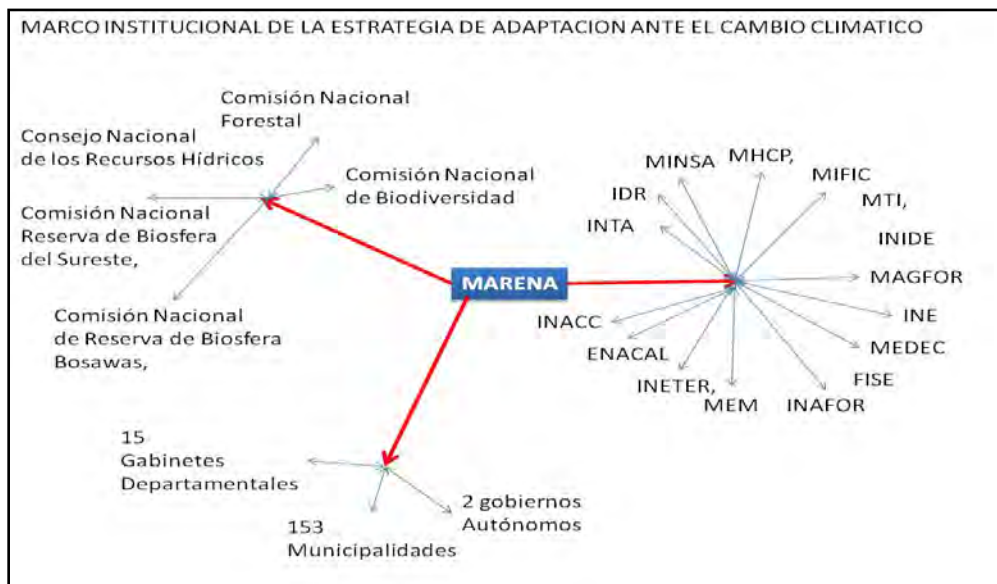 MARCO INSTITUCIONAL DE LA ESTRATEGIA DE ADAPTACION ANTE EL CAMBIO CLIMATICO
Comisión Nacional
Forestal
Consejo Nacional
de los Recursos Hídricos
Comisión Nacional
de Biodiversidad
Comisión Nacional
Reserva de Biosfera
del Sureste,
Comisión Nacional
de Reserva de Biosfera
Bosawas,
MARENA
MINSA
MHCP,
MIFIC
IDR
MTI,
INTA
INIDE
MAGFOR
INACC
INE
ENACAL
MEDEC
INETER,
FISE
MEM
INAFOR
15
Gabinetes
Departamentales
153
Municipalidades
2 gobiernos
Autónomos